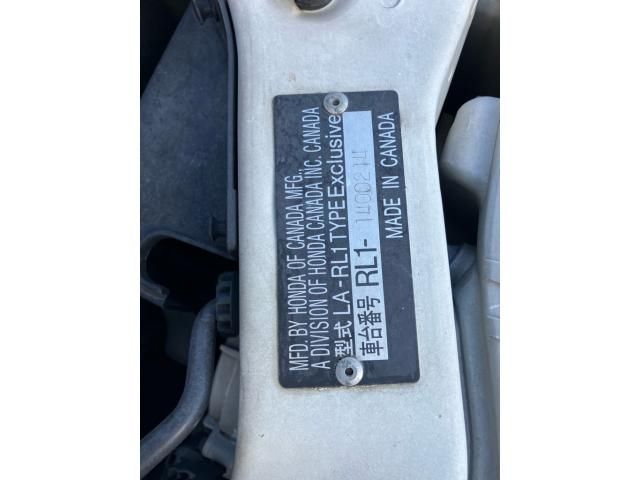 MFD. BY HONDA OF CANADA MFG.,
A DIVISION OF HONDA CANADA INC. CANADA
型式 LA-RL1 TYPE Exclusive
車台番号 RL1- 1400214
MADE IN CANADA